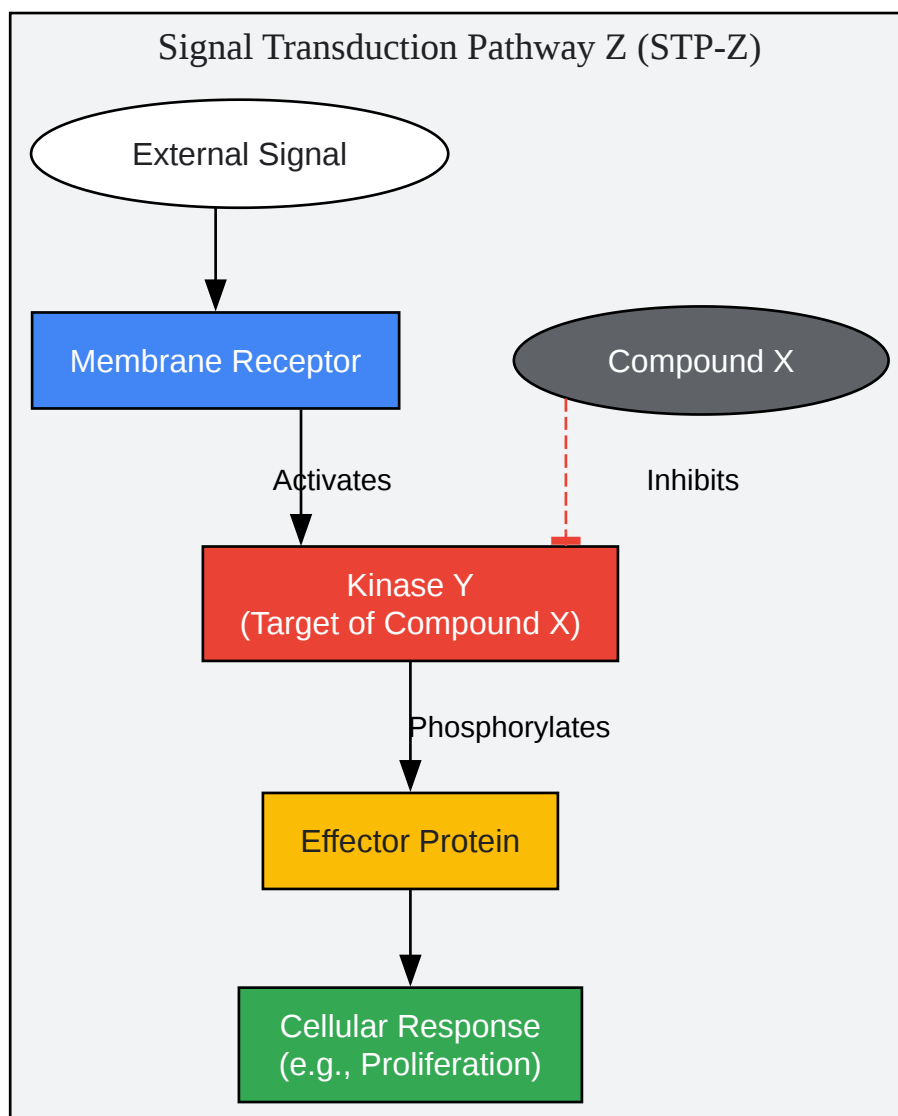 Signal Transduction Pathway Z (STP-Z)
External Signal
Membrane Receptor
Compound X
Activates
Inhibits
Kinase Y
(Target of Compound X)
Phosphorylates
Effector Protein
Cellular Response
(e.g., Proliferation)